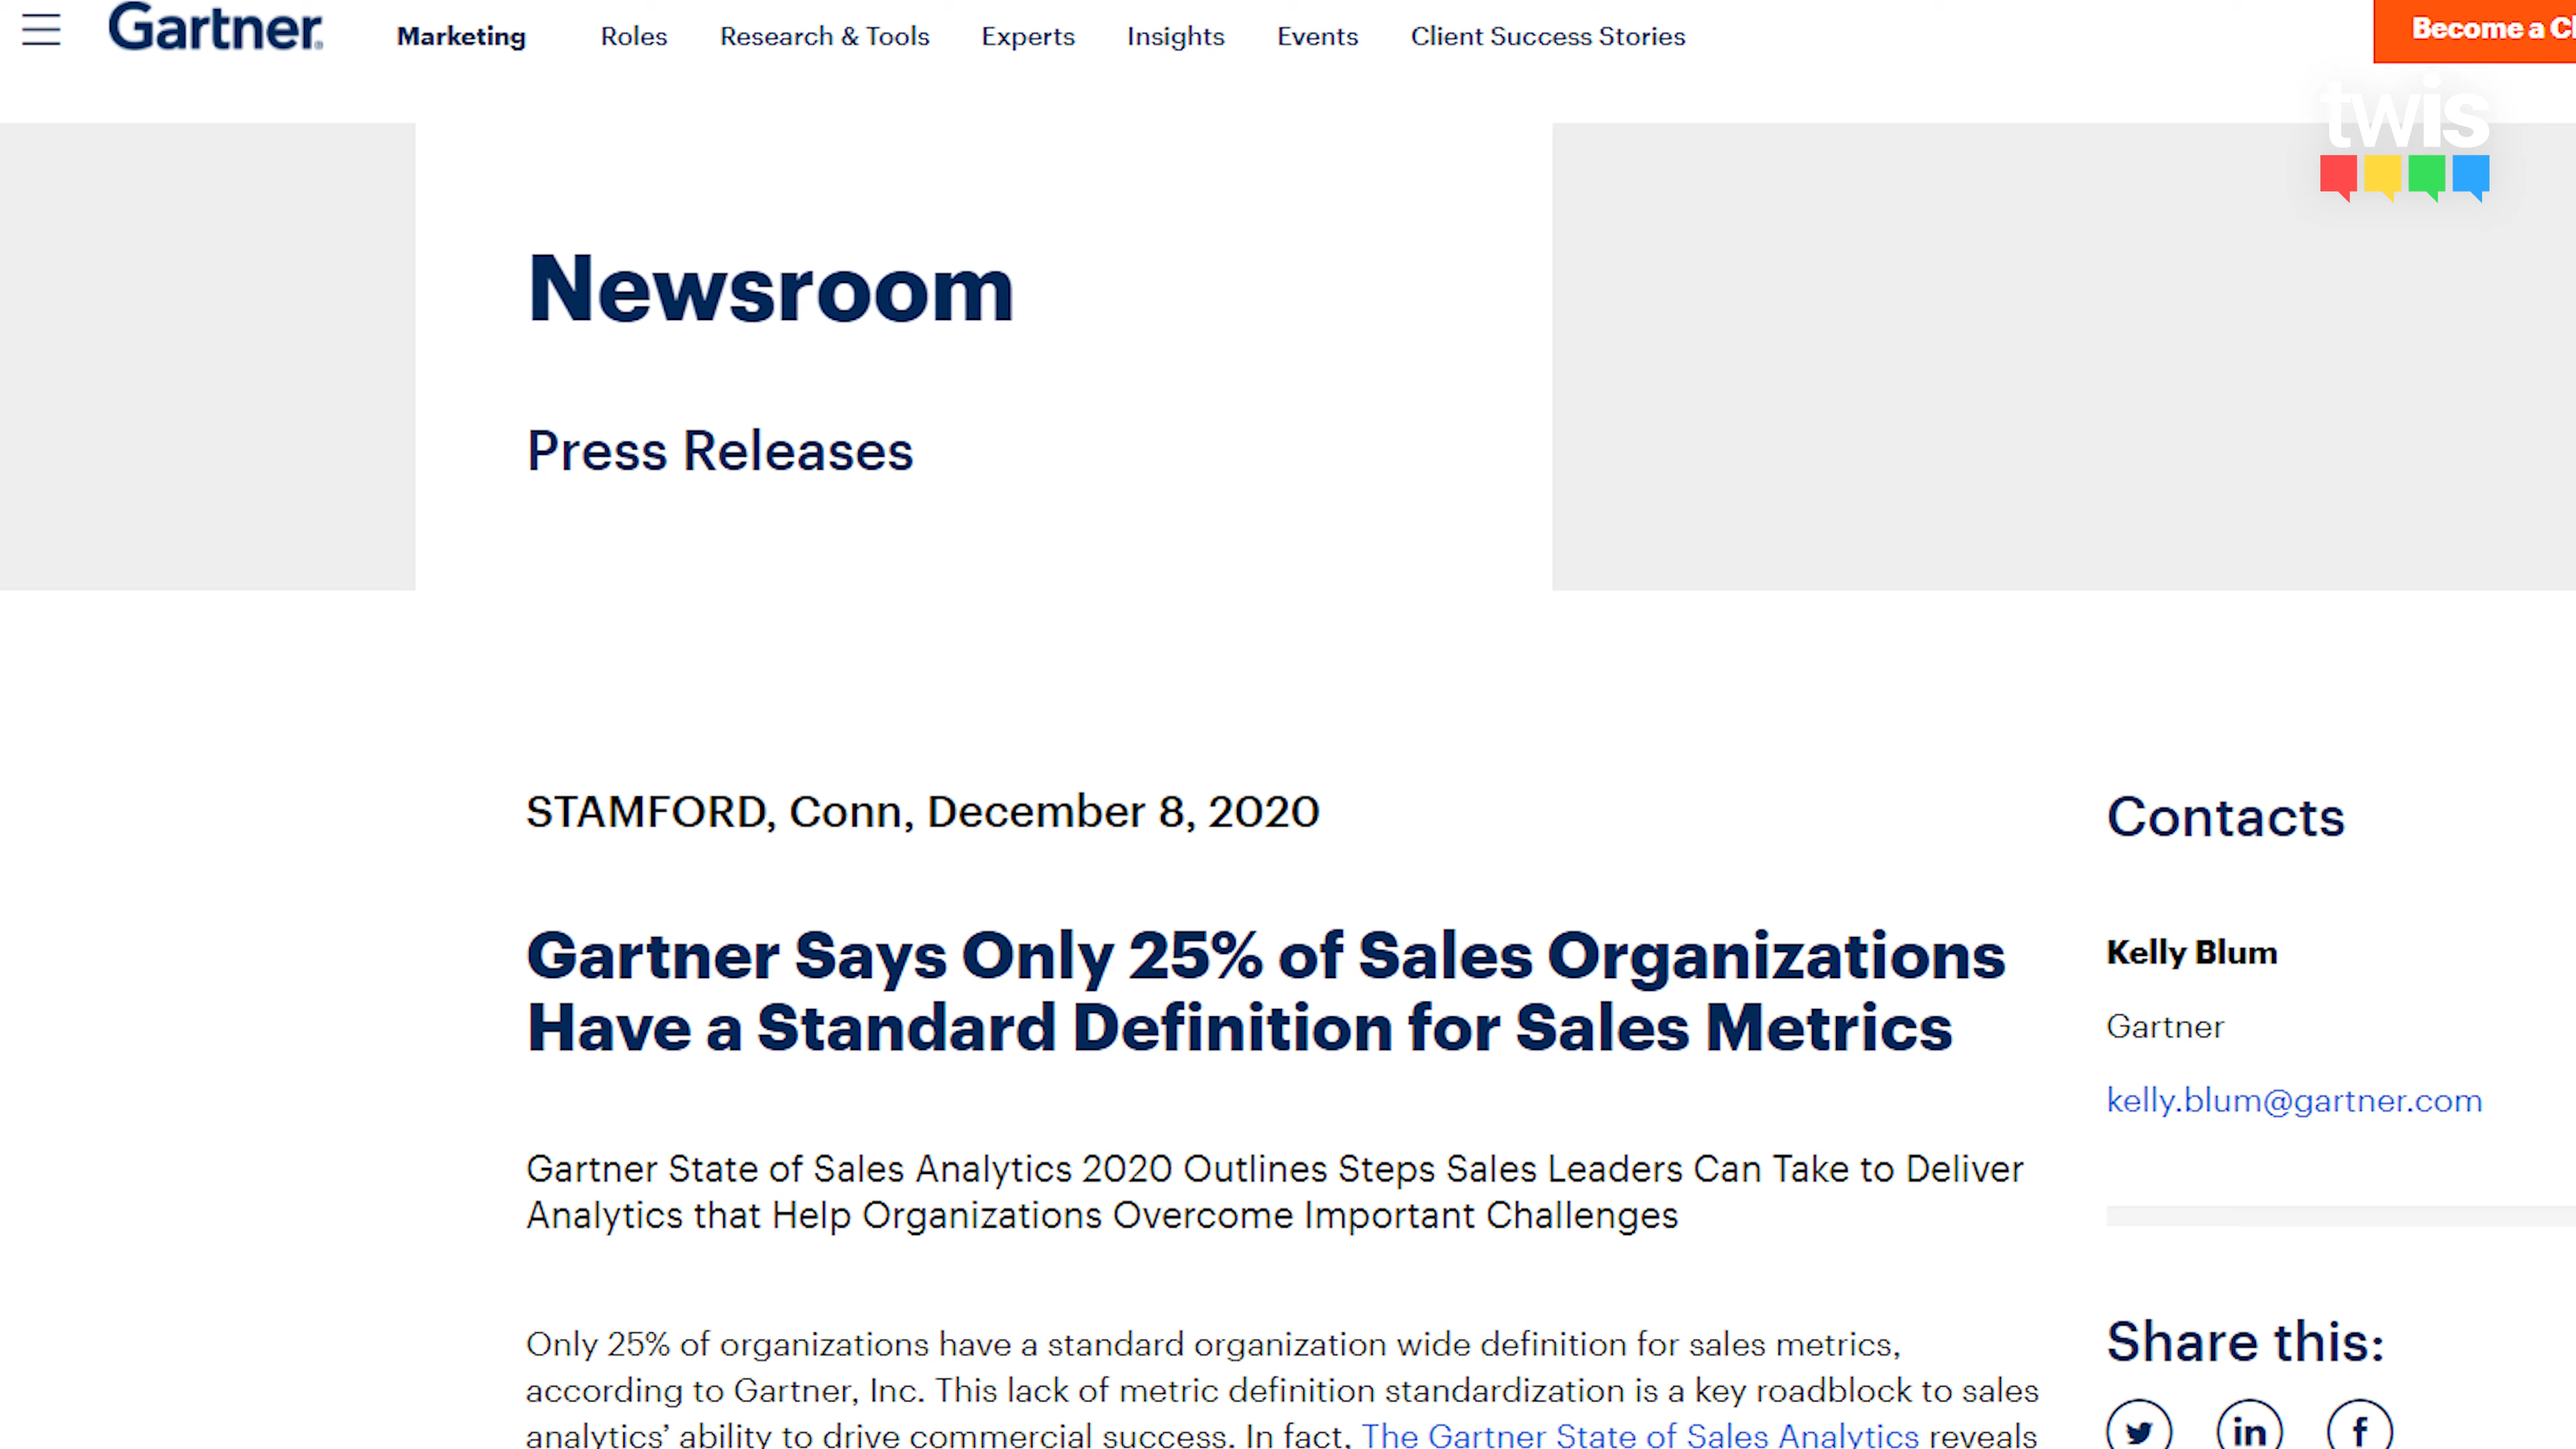 Gartner
Marketing Roles Research & Tools Experts Insights Events Client Success Stories
Become a
twis
Newsroom
Press Releases
STAMFORD, Conn, December 8, 2020
Gartner Says Only 25% of Sales Organizations
Have a Standard Definition for Sales Metrics
Gartner State of Sales Analytics 2020 Outlines Steps Sales Leaders Can Take to Deliver
Analytics that Help Organizations Overcome Important Challenges
Only 25% of organizations have a standard organization wide definition for sales metrics,
according to Gartner, Inc. This lack of metric definition standardization is a key roadblock to sales
analytics’ ability to drive commercial success. In fact, The Gartner State of Sales Analytics reveals
Contacts
Kelly Blum
Gartner
kelly.blum@gartner.com
Share this:
in
f